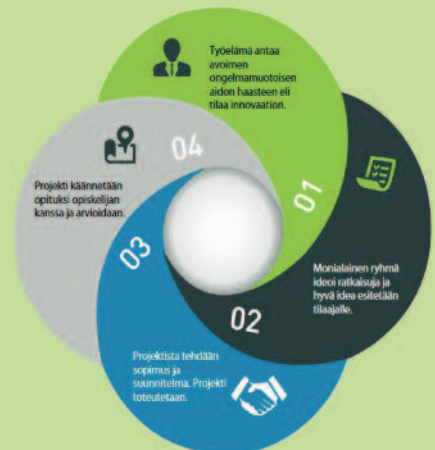 Työelämä antaa
avoimen
ongelmamuotoisen
aidon haasteen eli
tilaa innovaation.
01
Monialainen ryhmä
ideoi ratkaisuja ja
hyvä idea esitetään
tilaajalle.
02
Projektista tehdään
sopimus ja
suunnitelma. Projekti
toteutetaan.
03
Projekti käännetään
opituksi opiskelijan
kanssa ja arvioidaan.
04